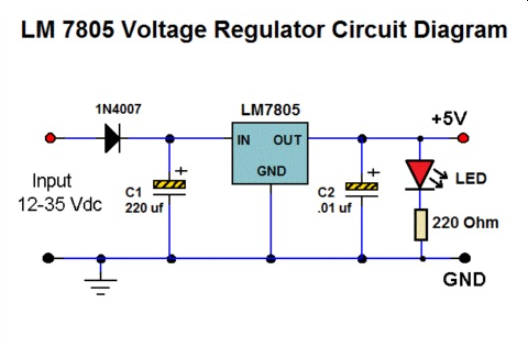 LM 7805 Voltage Regulator Circuit Diagram
1N4007
LM7805
+5V
IN OUT
GND
Input
12-35 Vdc
C1
220 uf
+
C2
.01 uf
+
LED
220 Ohm
GND